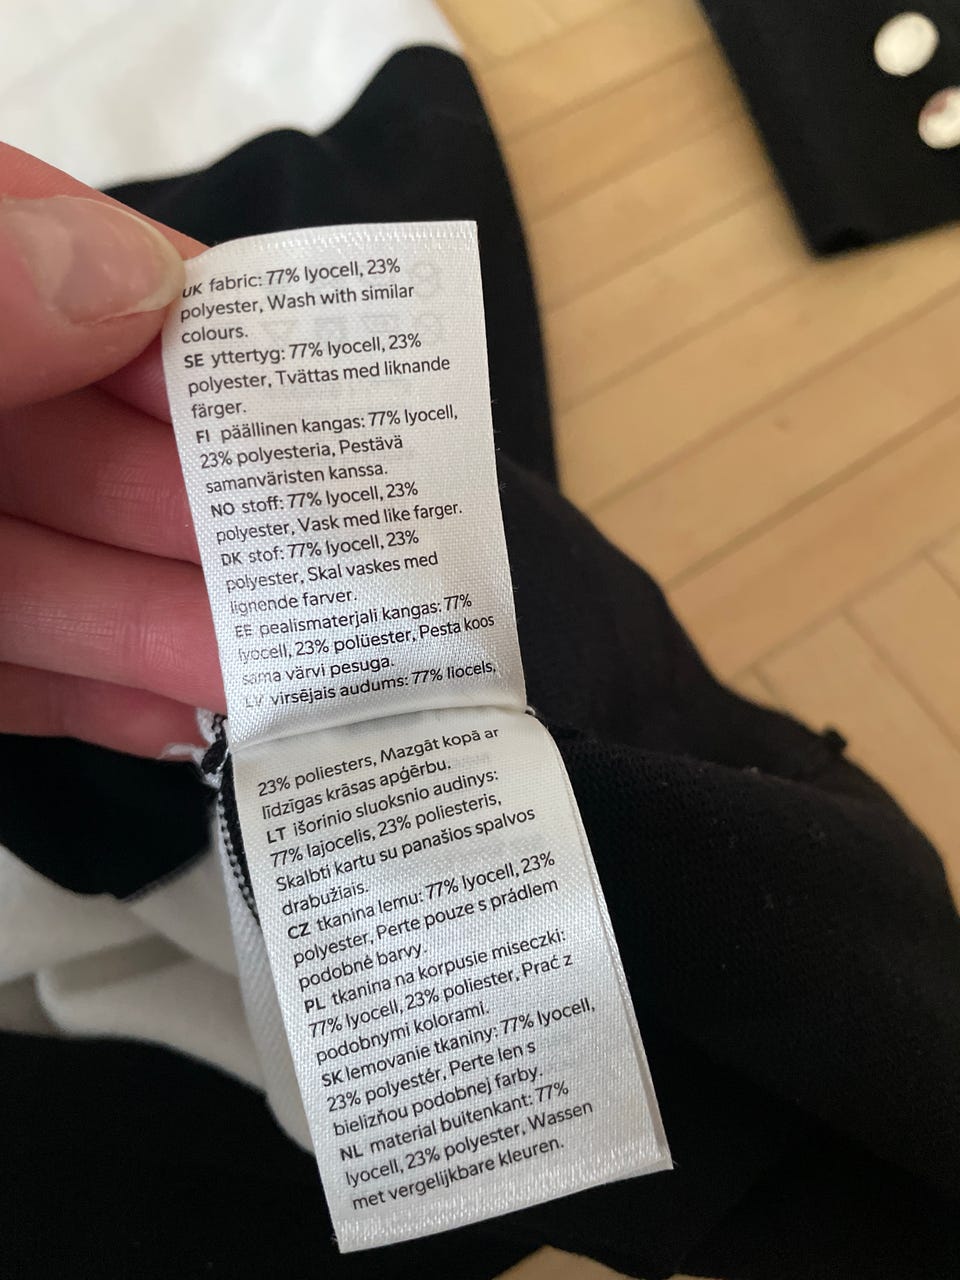 UK fabric: 77% lyocell, 23%
polyester, Wash with similar
colours.
SE yttertyg: 77% lyocell, 23%
polyester, Tvättas med liknande
färger.
FI päällinen kangas: 77% lyocell,
23% polyesteria, Pestävä
samanväristen kanssa.
NO stoff: 77% lyocell, 23%
polyester, Vask med like farger.
DK stof: 77% lyocell, 23%
polyester, Skal vaskes med
lignende farver.
EE pealismaterjali kangas: 77%
lyocell, 23% polüester, Pesta koos
sama värvi pesuga.
LV virsējais audums: 77% liocels,
23% poliesters, Mazgāt kopā ar
līdzīgas krāsas apģērbu.
LT išorinio sluoksnio audinys:
77% lajocelis, 23% poliesteris,
Skalbti kartu su panašios spalvos
drabužiais.
CZ tkanina lemu: 77% lyocell, 23%
polyester, Perte pouze s prádlem
podobné barvy.
PL tkanina na korpusie miseczki:
77% lyocell, 23% poliester, Prać z
podobnymi kolorami.
SK lemovanie tkaniny: 77% lyocell,
23% polyestér, Perte len s
bielizňou podobnej farby.
NL material buitenkant: 77%
lyocell, 23% polyester, Wassen
met vergelijkbare kleuren.